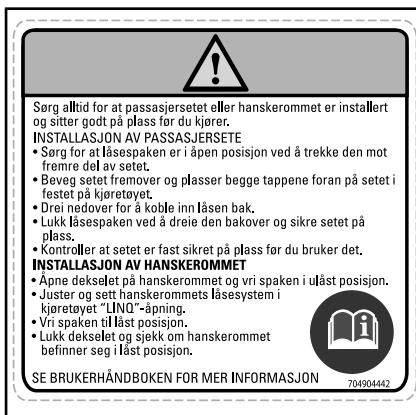 Sørg alltid for at passasjersetet eller hanskerommet er installert
og sitter godt på plass før du kjører.
INSTALLASJON AV PASSASJERSETE
• Sørg for at låsespaken er i åpen posisjon ved å trekke den mot
fremre del av setet.
• Beveg setet fremover og plasser begge tappene foran på setet i
festet på kjøretøyet.
• Drei nedover for å koble inn låsen bak.
• Lukk låsespaken ved å dreie den bakover og sikre setet på
plass.
• Kontroller at setet er fast sikret på plass før du bruker det.
INSTALLASJON AV HANSKEROMMET
• Åpne dekselet på hanskerommet og vri spaken i ulåst posisjon.
• Juster og sett hanskerommets låsesystem i
kjøretøyet "LINQ"-åpning.
• Vri spaken til låst posisjon.
• Lukk dekselet og sjekk om hanskerommet
befinner seg i låst posisjon.
SE BRUKERHÅNDBOKEN FOR MER INFORMASJON
704904442